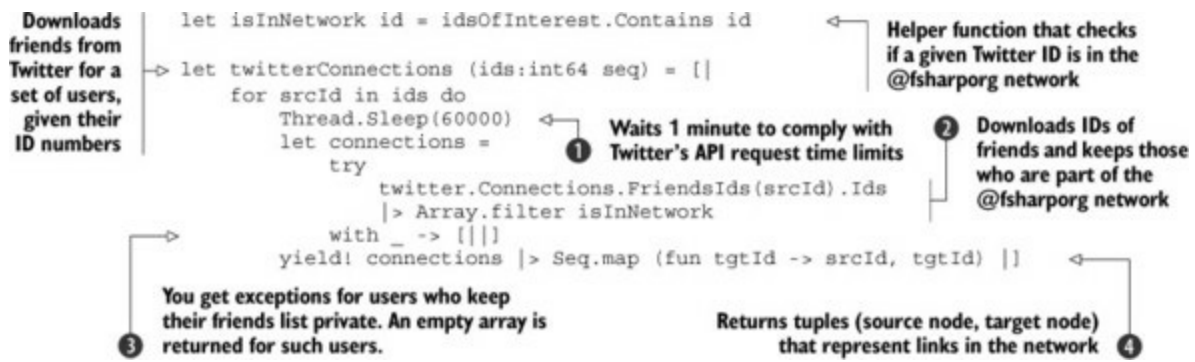 Downloads
friends from
Twitter for a
set of users,
given their
ID numbers
let isInNetwork id = idsOfInterest.Contains id
Helper function that checks
if a given Twitter ID is in the
@fsharporg network
let twitterConnections (ids:int64 seq) = [|
for srcId in ids do
Thread.Sleep(60000)
1
Waits 1 minute to comply with
Twitter's API request time limits
let connections =
try
twitter.Connections.FriendsIds(srcId).Ids
|> Array.filter isInNetwork
2
Downloads IDs of
friends and keeps those
who are part of the
@fsharporg network
with _ -> [||]
3
You get exceptions for users who keep
their friends list private. An empty array is
returned for such users.
yield! connections |> Seq.map (fun tgtId -> srcId, tgtId) |]
Returns tuples (source node, target node)
that represent links in the network
4